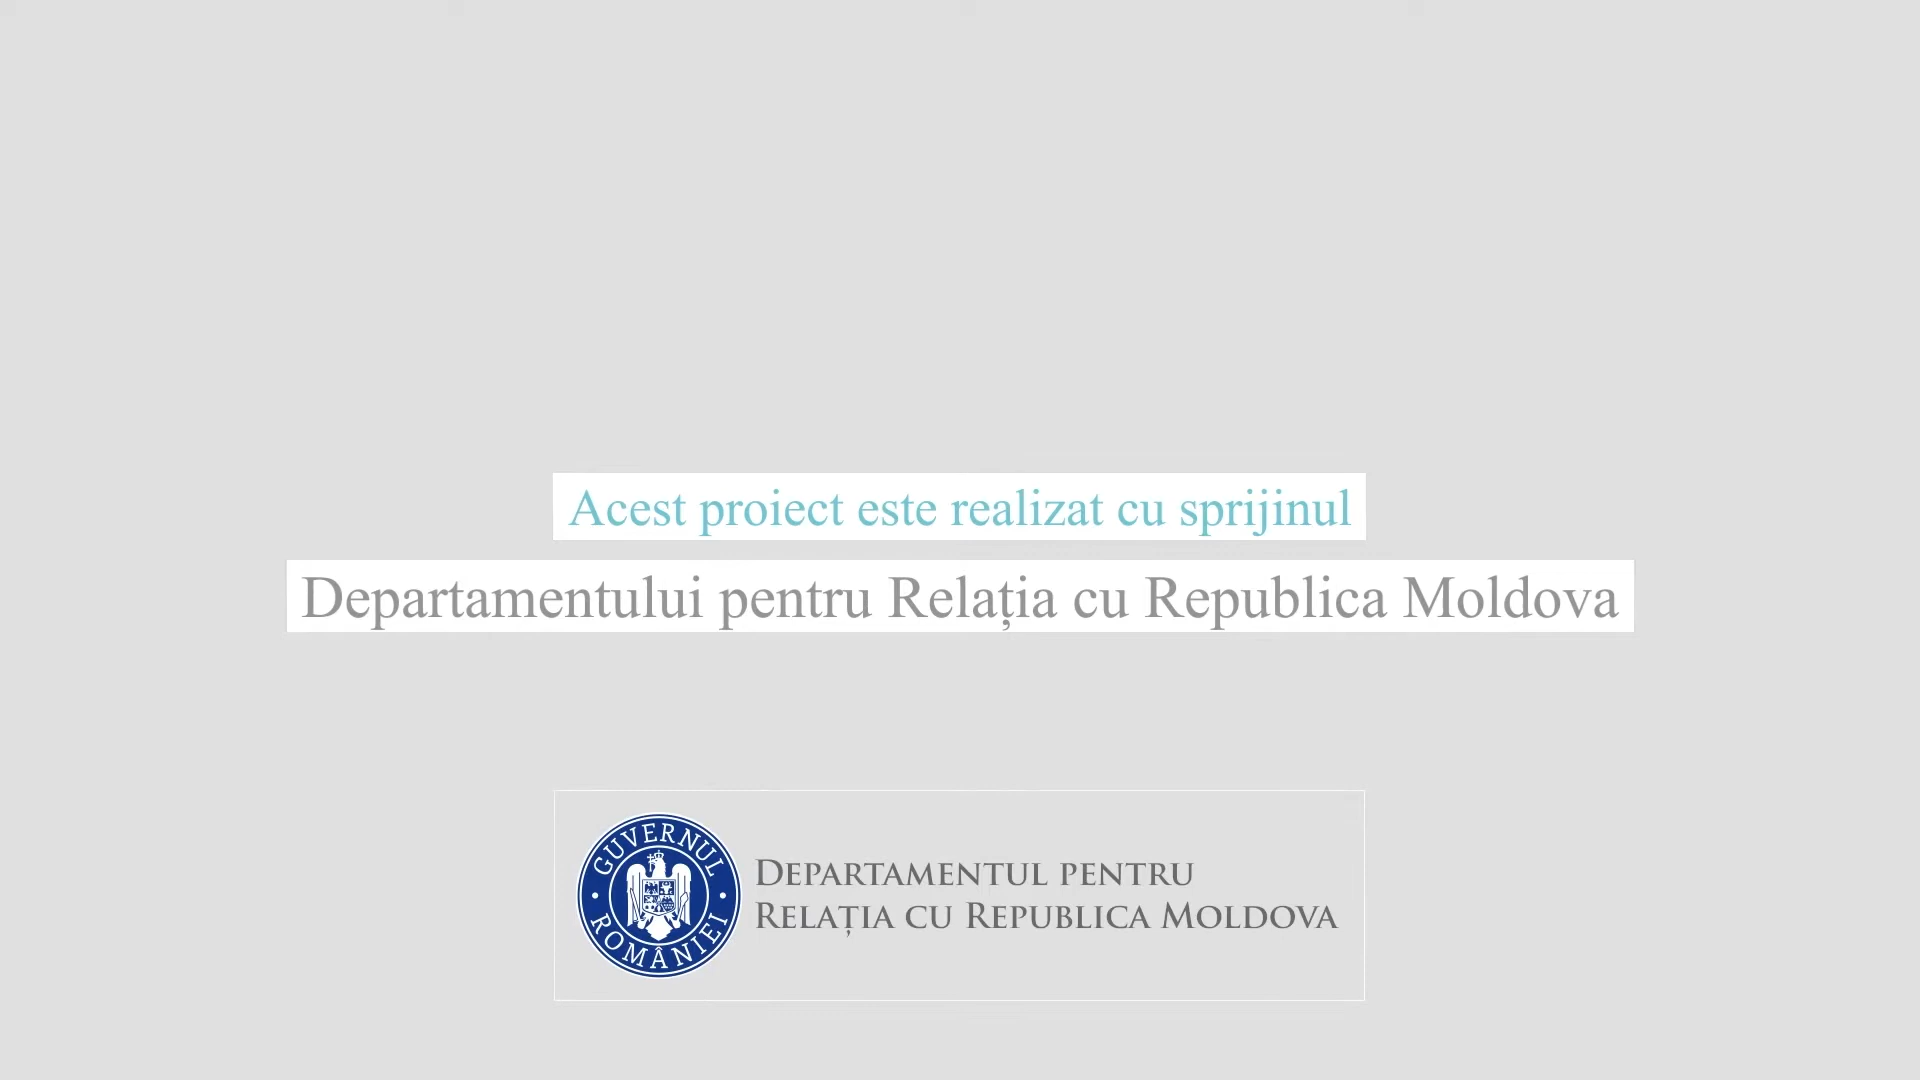 Acest proiect este realizat cu sprijinul
Departamentului pentru Relația cu Republica Moldova
GUVERNUL ROMÂNIEI
DEPARTAMENTUL PENTRU
RELAȚIA CU REPUBLICA MOLDOVA